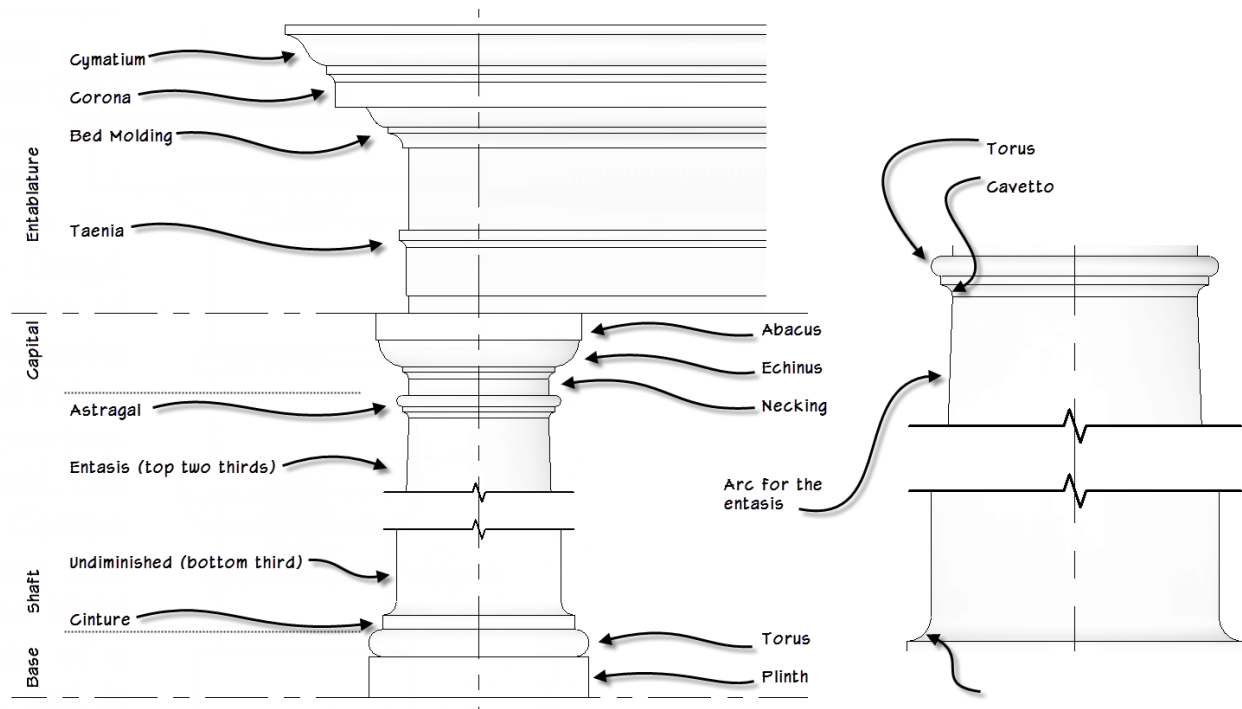 Cymatium
Corona
Bed Molding
Taenia
Entablature
Capital
Abacus
Echinus
Necking
Astragal
Entasis (top two thirds)
Undiminished (bottom third)
Shaft
Cinture
Base
Torus
Plinth
Torus
Cavetto
Arc for the
entasis